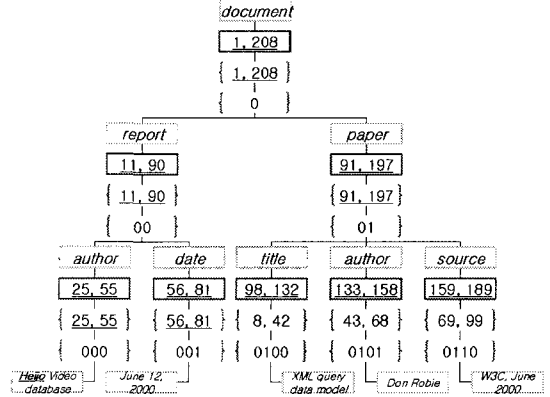 document
1, 208
{ 1, 208 }
{ 0 }
report paper
11, 90 91, 197
{ 11, 90 } { 91, 197 }
{ 00 } { 01 }
author date title author source
25, 55 56, 81 98, 132 133, 158 159, 189
{ 25, 55 } { 56, 81 } { 8, 42 } { 43, 68 } { 69, 99 }
{ 000 } { 001 } { 0100 } { 0101 } { 0110 }
Video June 12, XML query Don Robie W3C, June
database 2000 data model 2000